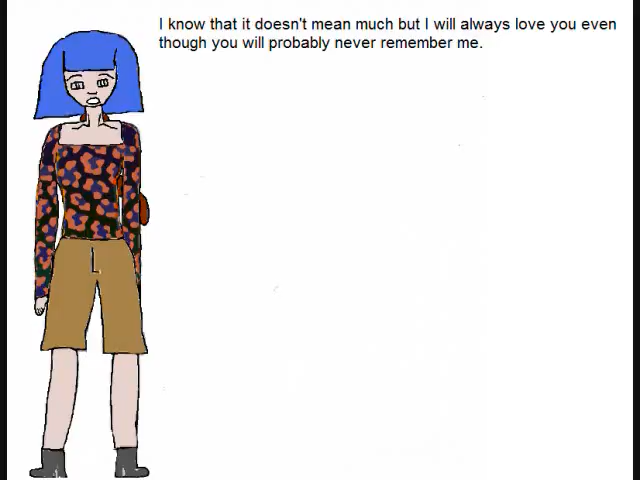 I know that it doesn't mean much but I will always love you even
though you will probably never remember me.